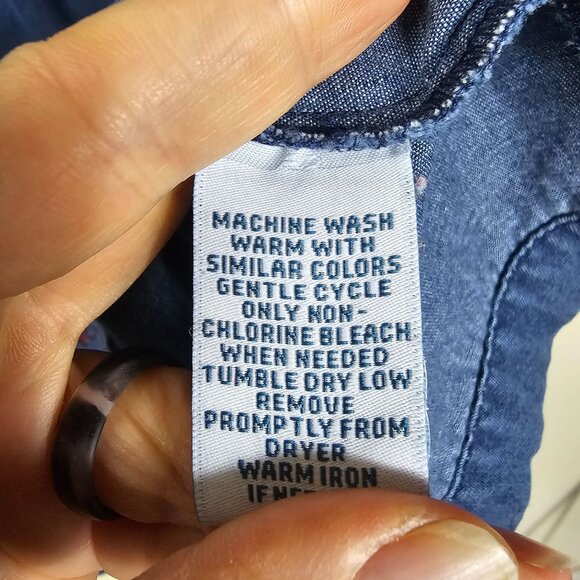 MACHINE WASH
WARM WITH
SIMILAR COLORS
GENTLE CYCLE
ONLY NON-
CHLORINE BLEACH
WHEN NEEDED
TUMBLE DRY LOW
REMOVE
PROMPTLY FROM
DRYER
WARM IRON
IF